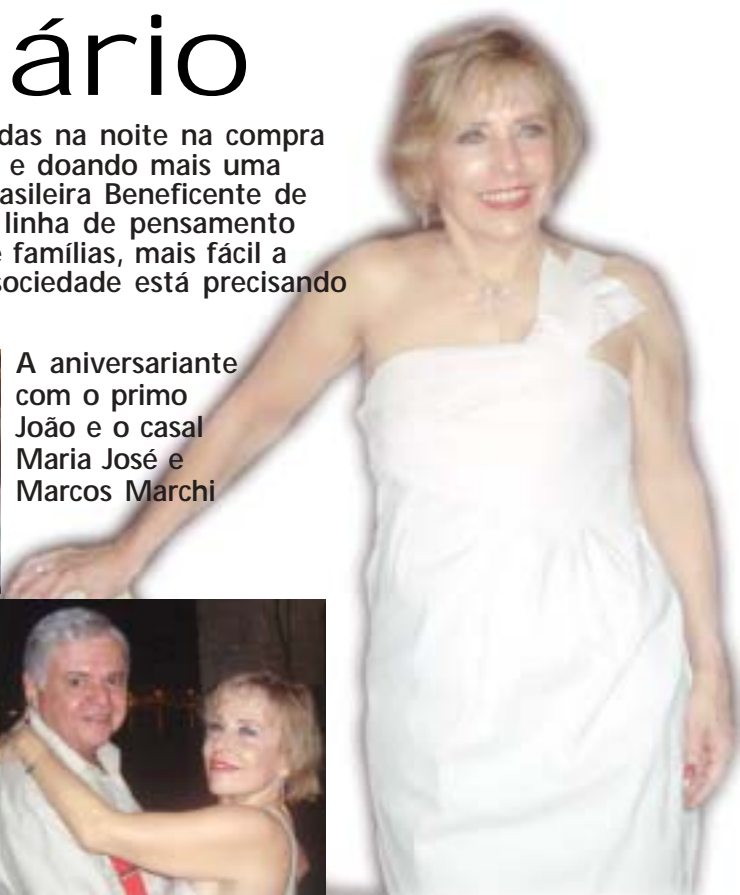 ário
das na noite na compra
e doando mais uma
asileira Beneficente de
linha de pensamento
e famílias, mais fácil a
sociedade está precisando
A aniversariante
com o primo
João e o casal
Maria José e
Marcos Marchi